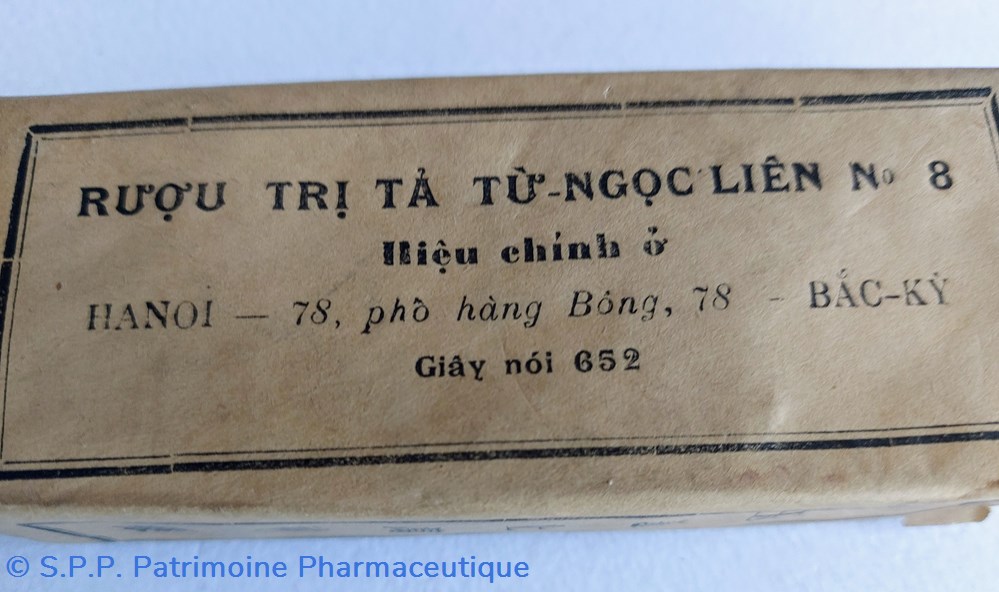 RƯỢU TRỊ TẢ TỪ-NGỌC LIÊN No 8
Hiệu chính ở
HANOI — 78, phố hàng Bông, 78 - BẮC-KỲ
Giây nói 652
© S.P.P. Patrimoine Pharmaceutique